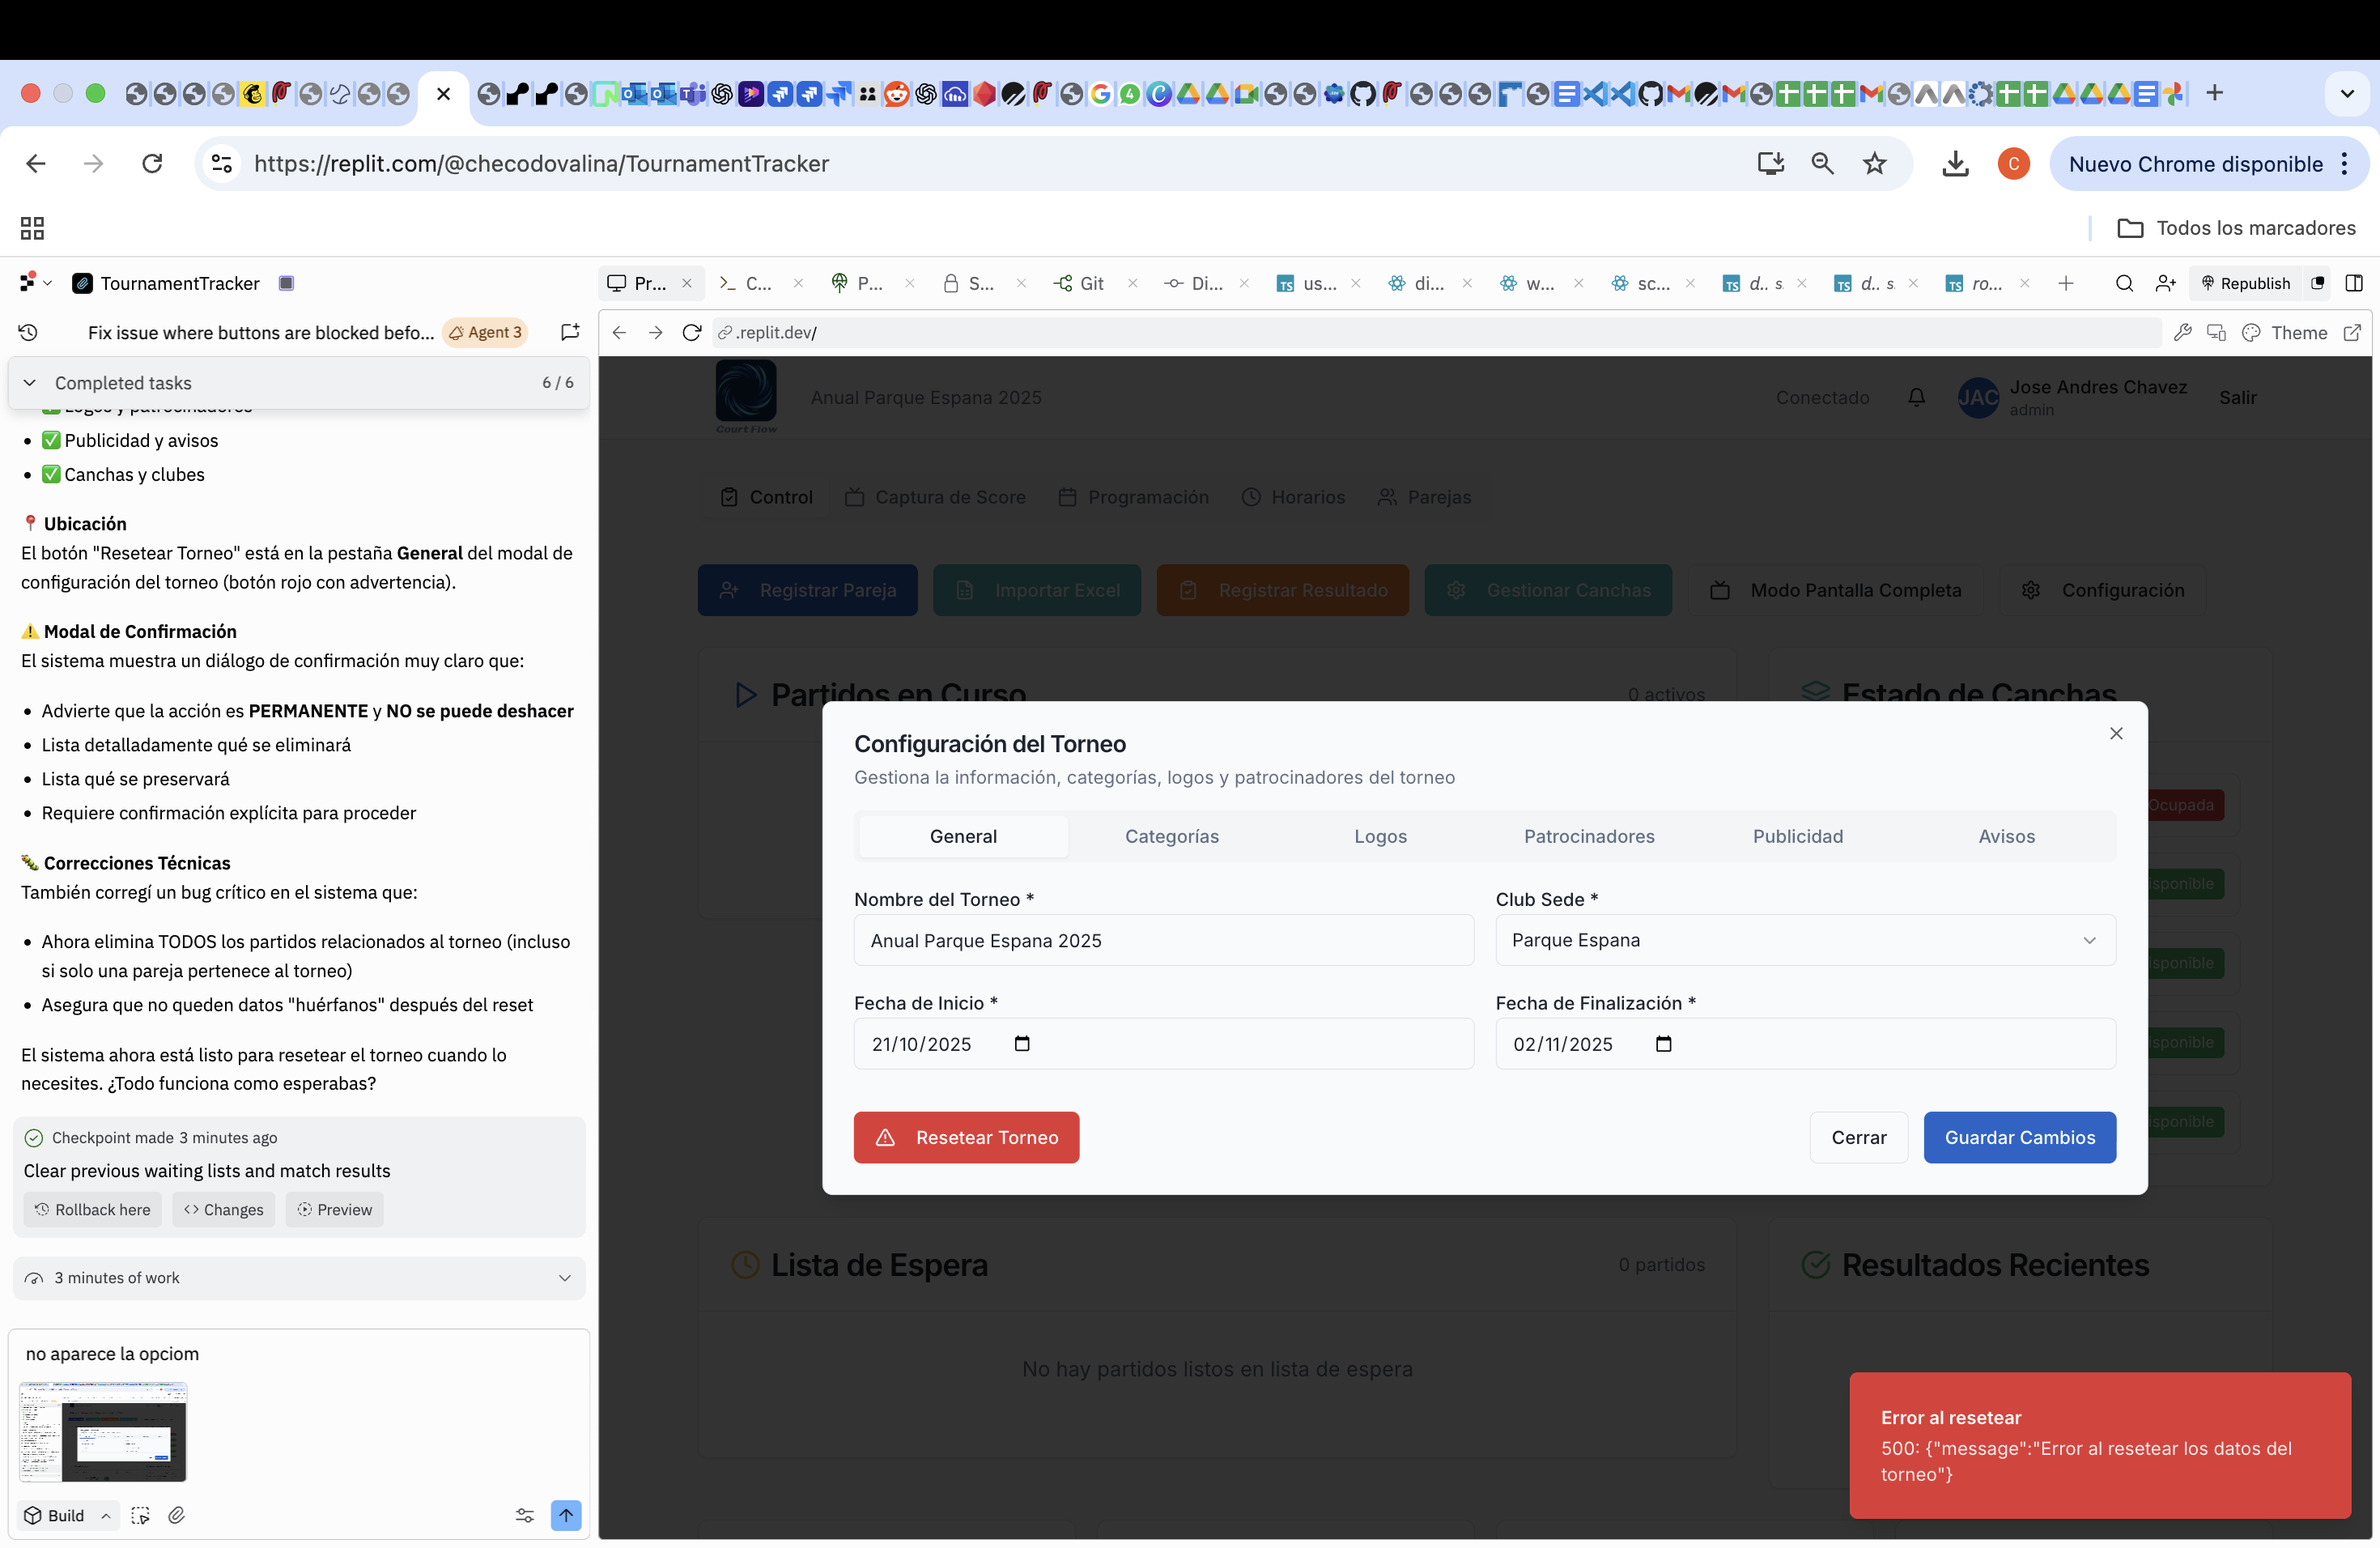 https://replit.com/@checodovalina/TournamentTracker
C
Nuevo Chrome disponible
Todos los marcadores
TournamentTracker
Pr...
C...
P...
S...
Git
Di...
us...
di...
w...
sc...
d.. s
d.. s
ro...
Republish
Fix issue where buttons are blocked befo...
Agent 3
.replit.dev/
Theme
Completed tasks
6 / 6
Logos y patrocinadores
Publicidad y avisos
Canchas y clubes
Ubicación
El botón "Resetear Torneo" está en la pestaña General del modal de
configuración del torneo (botón rojo con advertencia).
Modal de Confirmación
El sistema muestra un diálogo de confirmación muy claro que:
Advierte que la acción es PERMANENTE y NO se puede deshacer
Lista detalladamente qué se eliminará
Lista qué se preservará
Requiere confirmación explícita para proceder
Correcciones Técnicas
También corregí un bug crítico en el sistema que:
Ahora elimina TODOS los partidos relacionados al torneo (incluso
si solo una pareja pertenece al torneo)
Asegura que no queden datos "huérfanos" después del reset
El sistema ahora está listo para resetear el torneo cuando lo
necesites. ¿Todo funciona como esperabas?
Checkpoint made 3 minutes ago
Clear previous waiting lists and match results
Rollback here
Changes
Preview
3 minutes of work
no aparece la opciom
Build
Court Flow
Anual Parque Espana 2025
Conectado
JAC
Jose Andres Chavez
admin
Salir
Control
Captura de Score
Programación
Horarios
Parejas
Registrar Pareja
Importar Excel
Registrar Resultado
Gestionar Canchas
Modo Pantalla Completa
Configuración
Partidos en Curso
0 activos
Estado de Canchas
Ocupada
isponible
isponible
isponible
isponible
Configuración del Torneo
Gestiona la información, categorías, logos y patrocinadores del torneo
General
Categorías
Logos
Patrocinadores
Publicidad
Avisos
Nombre del Torneo *
Club Sede *
Anual Parque Espana 2025
Parque Espana
Fecha de Inicio *
Fecha de Finalización *
21/10/2025
02/11/2025
Resetear Torneo
Cerrar
Guardar Cambios
Lista de Espera
0 partidos
Resultados Recientes
No hay partidos listos en lista de espera
Error al resetear
500: {"message":"Error al resetear los datos del
torneo"}